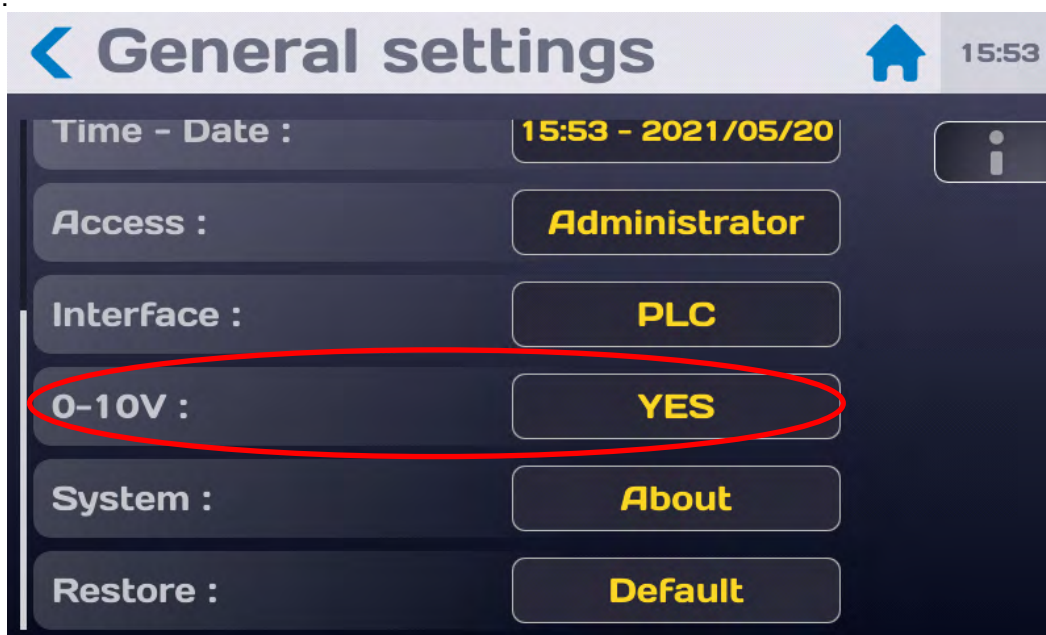 .
General settings 15:53
Time - Date : 15:53 - 2021/05/20
Access : Administrator
Interface : PLC
0-10V : YES
System : About
Restore : Default